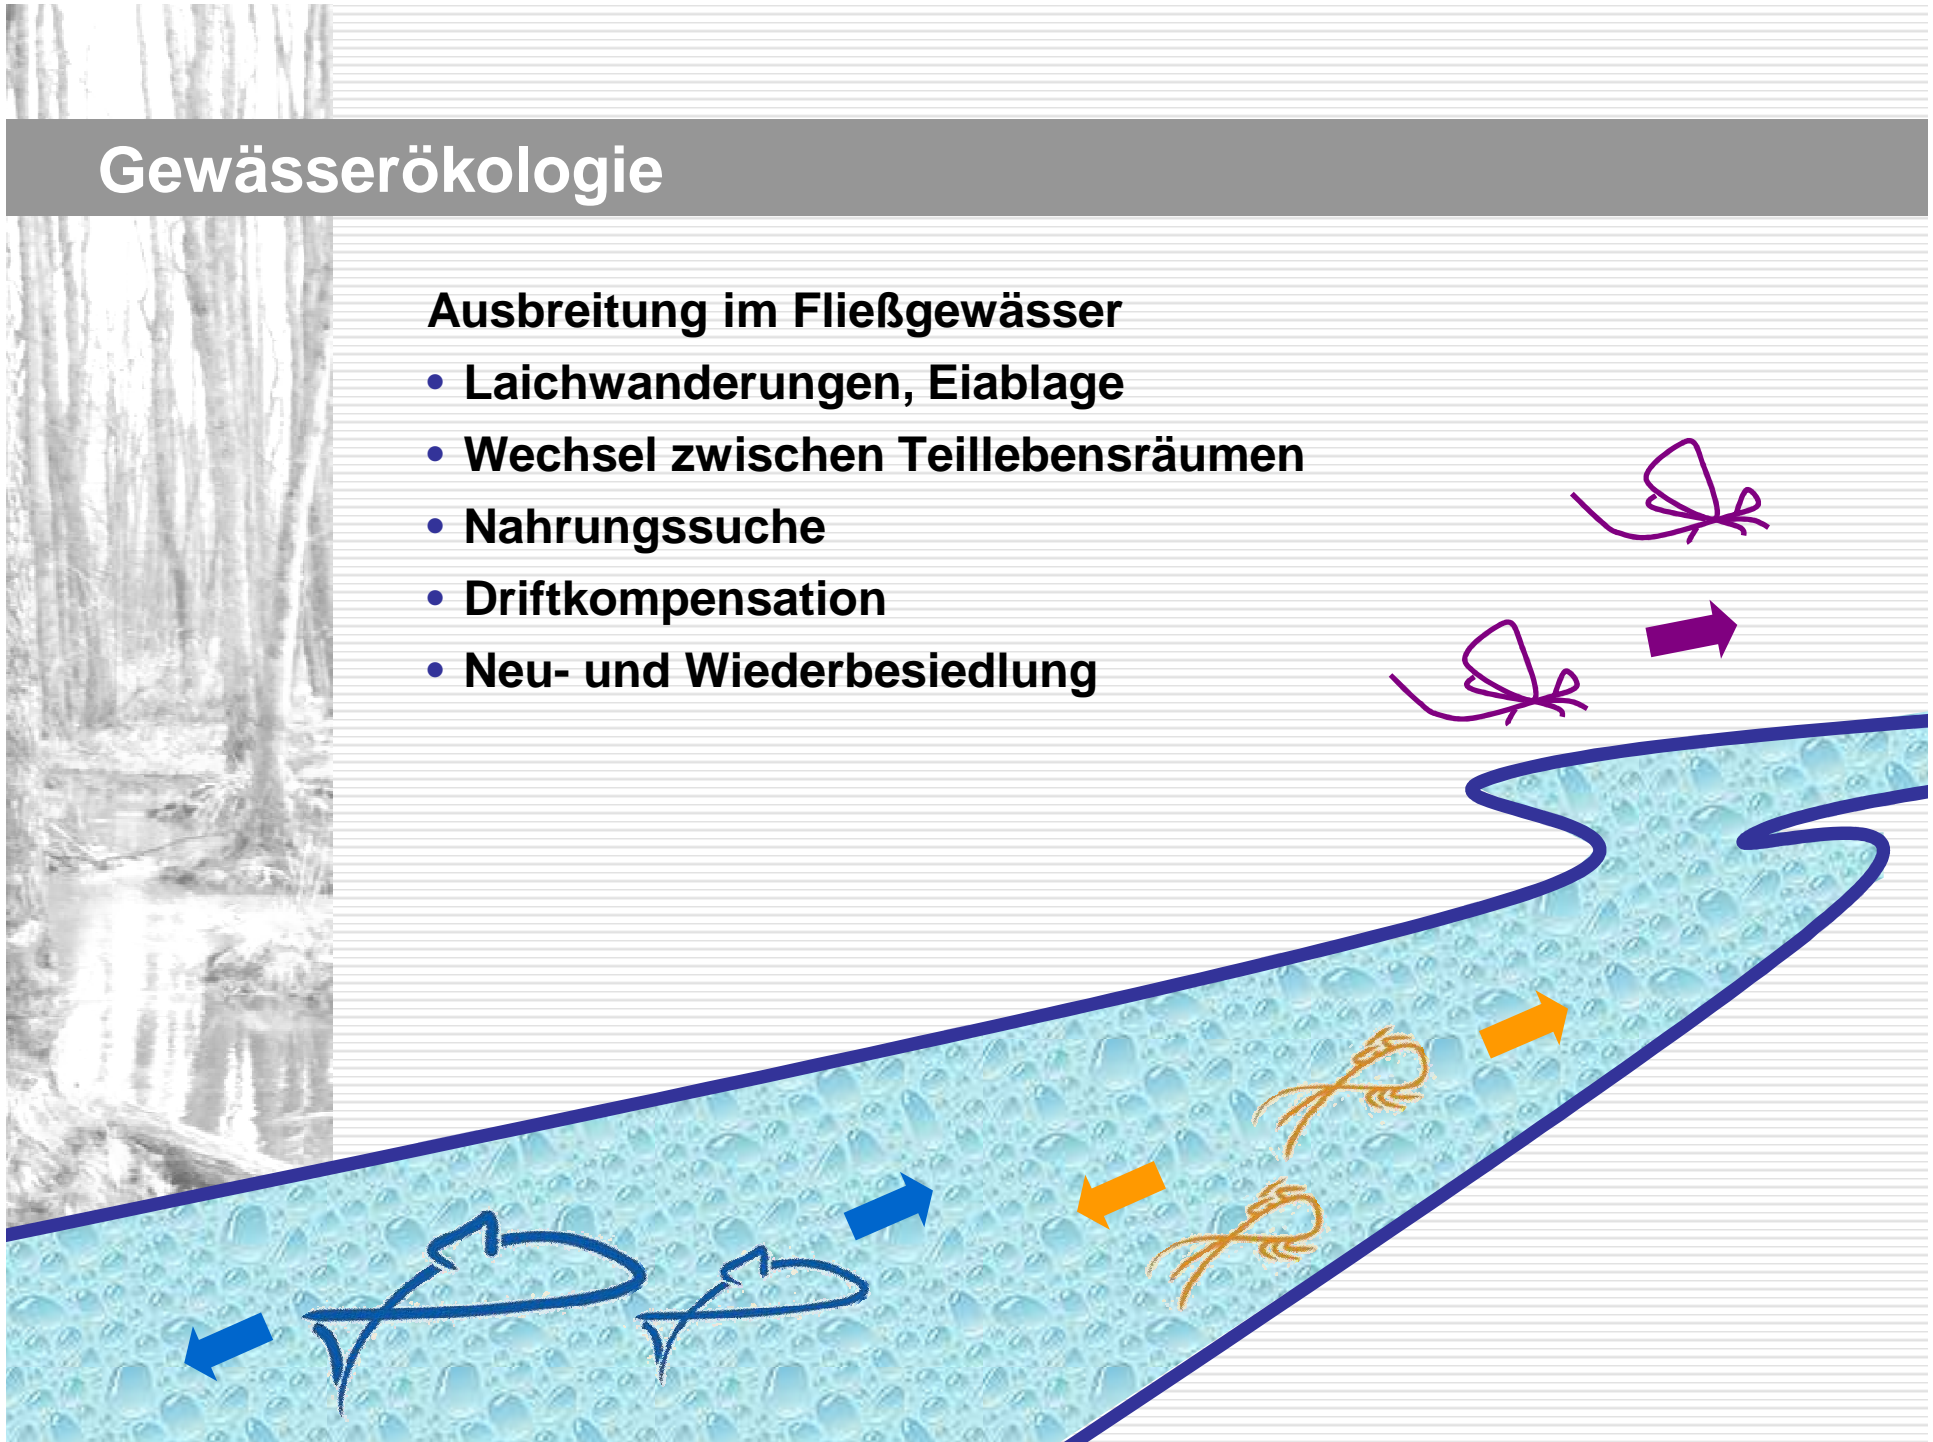 Gewässerökologie
Ausbreitung im Fließgewässer
• Laichwanderungen, Eiablage
• Wechsel zwischen Teillebensräumen
• Nahrungssuche
• Driftkompensation
• Neu- und Wiederbesiedlung